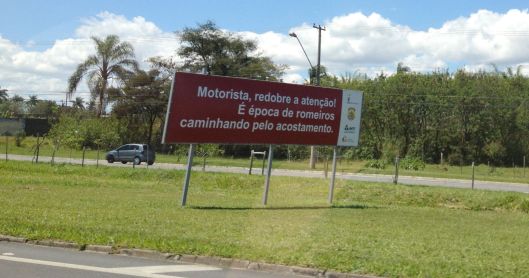 Motorista, redobre a atenção!
É época de romeiros
caminhando pelo acostamento.